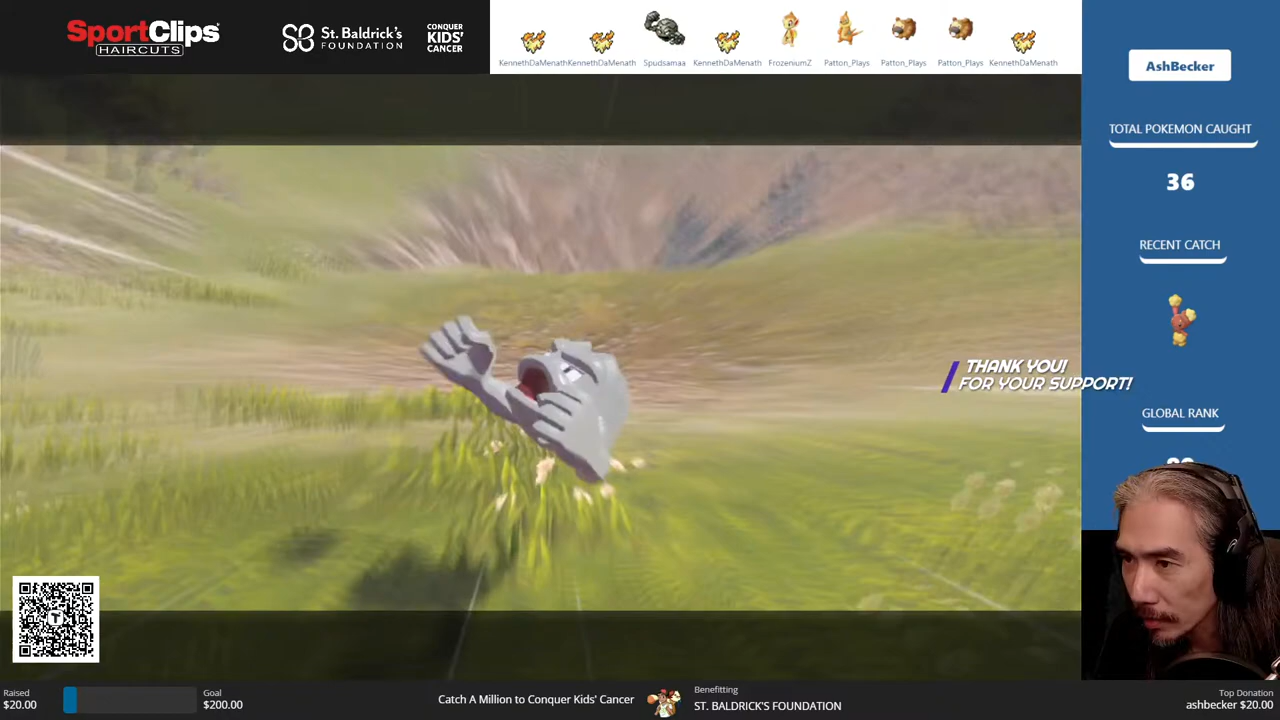 SportClips
HAIRCUTS
St. Baldrick's
FOUNDATION
CONQUER
KIDS'
CANCER
KennethDaMenath
KennethDaMenath
Spudsamaa
KennethDaMenath
FrozeniumZ
Patton_Plays
Patton_Plays
Patton_Plays
KennethDaMenath
AshBecker
TOTAL POKEMON CAUGHT
36
RECENT CATCH
THANK YOU!
FOR YOUR SUPPORT!
GLOBAL RANK
Raised
$20.00
Goal
$200.00
Catch A Million to Conquer Kids' Cancer
Benefitting
ST. BALDRICK'S FOUNDATION
Top Donation
ashbecker $20.00